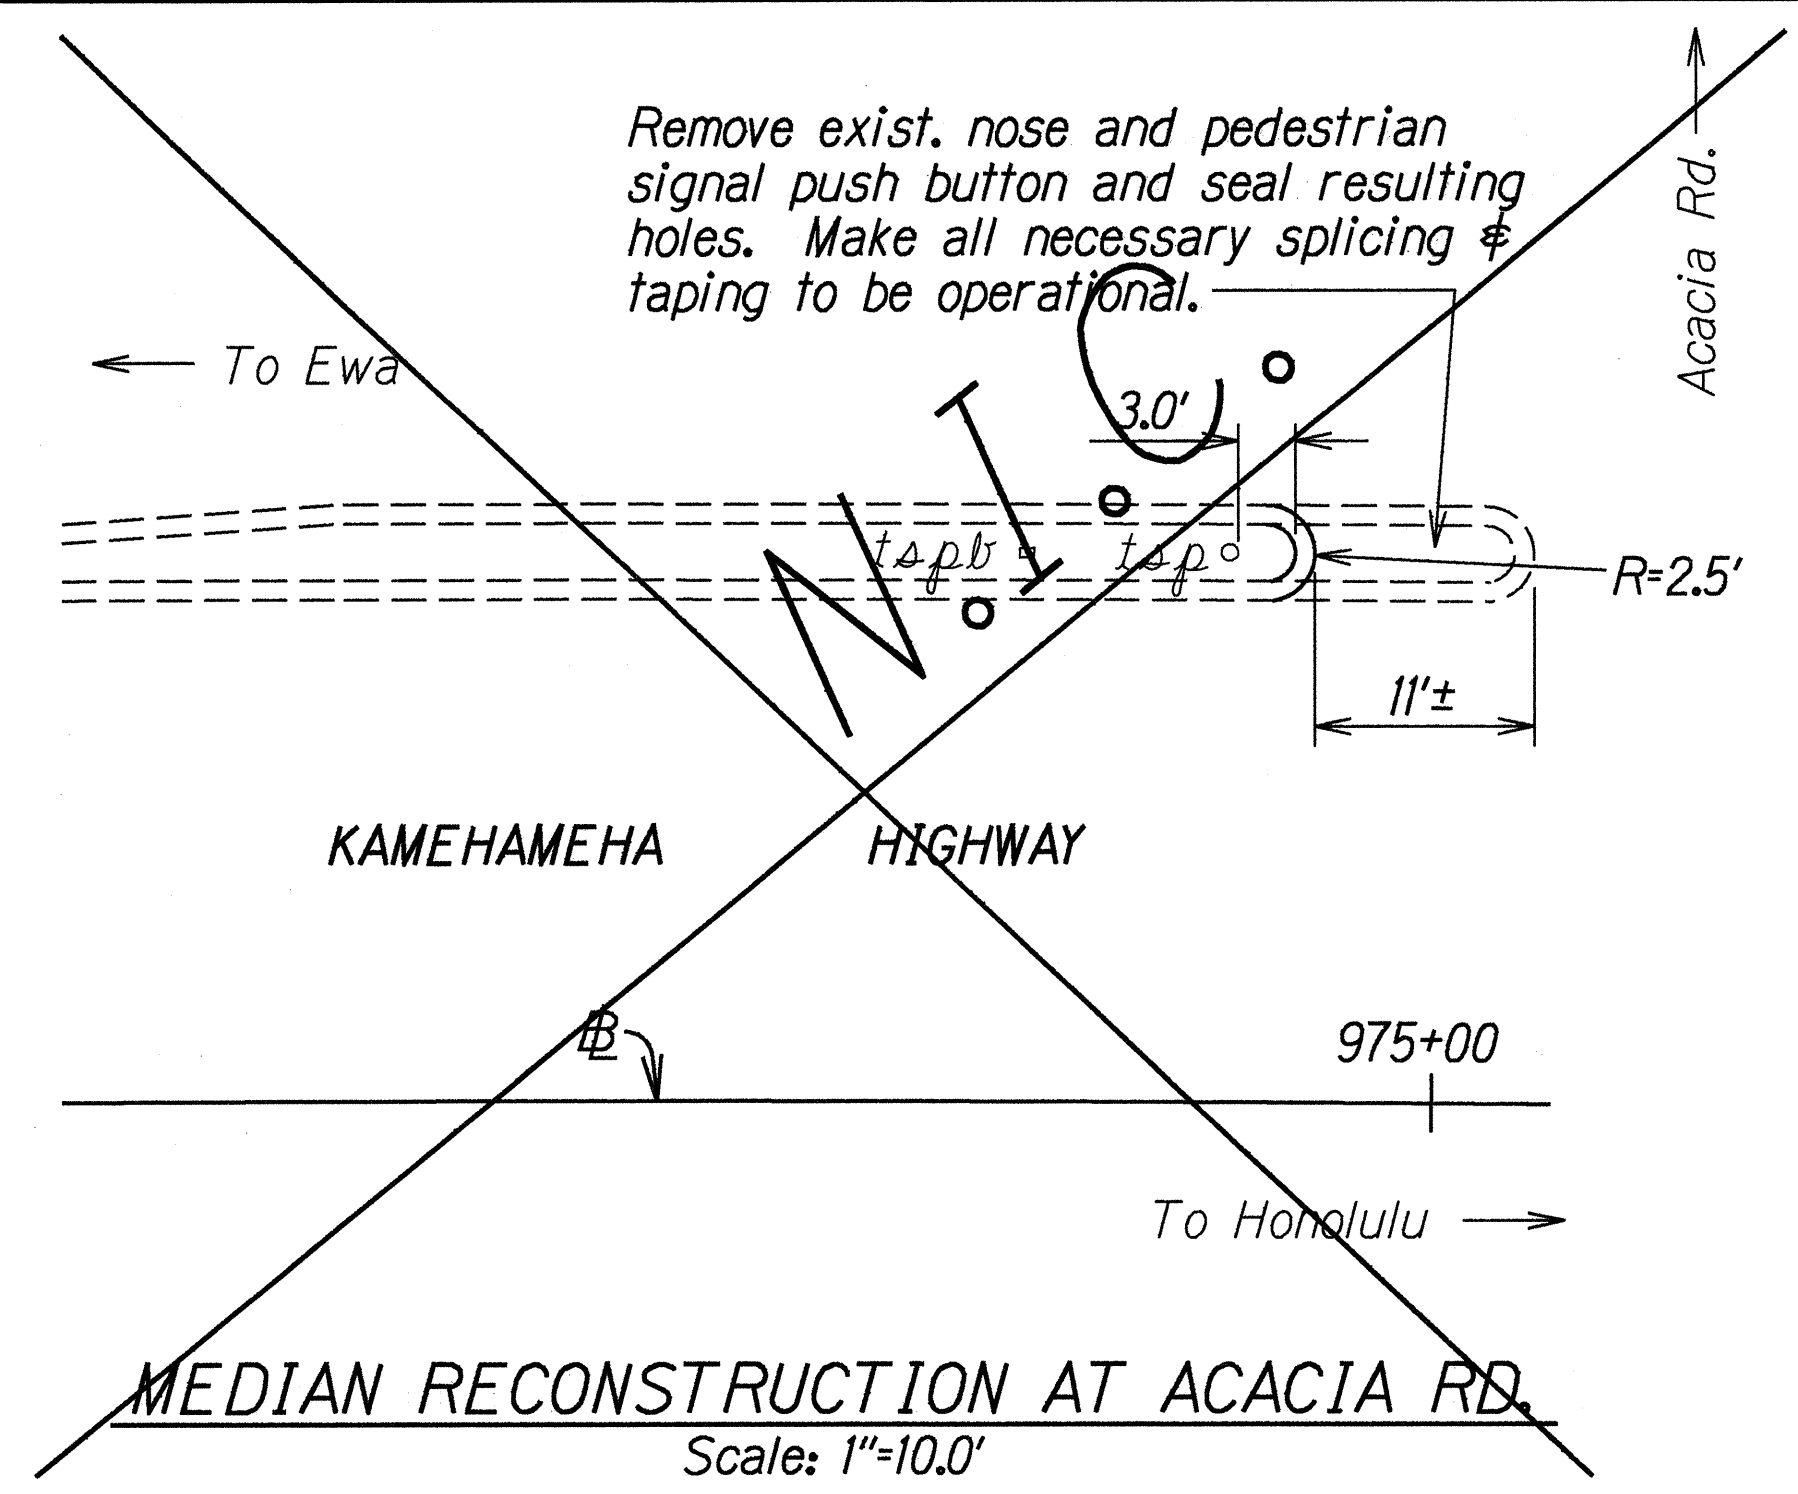 Remove exist. nose and pedestrian
signal push button and seal resulting
holes. Make all necessary splicing &
taping to be operational.
Acacia Rd.
To Ewa
N.I.C.
3.0'
tspb
tsp
R=2.5'
11'±
KAMEHAMEHA HIGHWAY
BL
975+00
To Honolulu
MEDIAN RECONSTRUCTION AT ACACIA RD.
Scale: 1"=10.0'